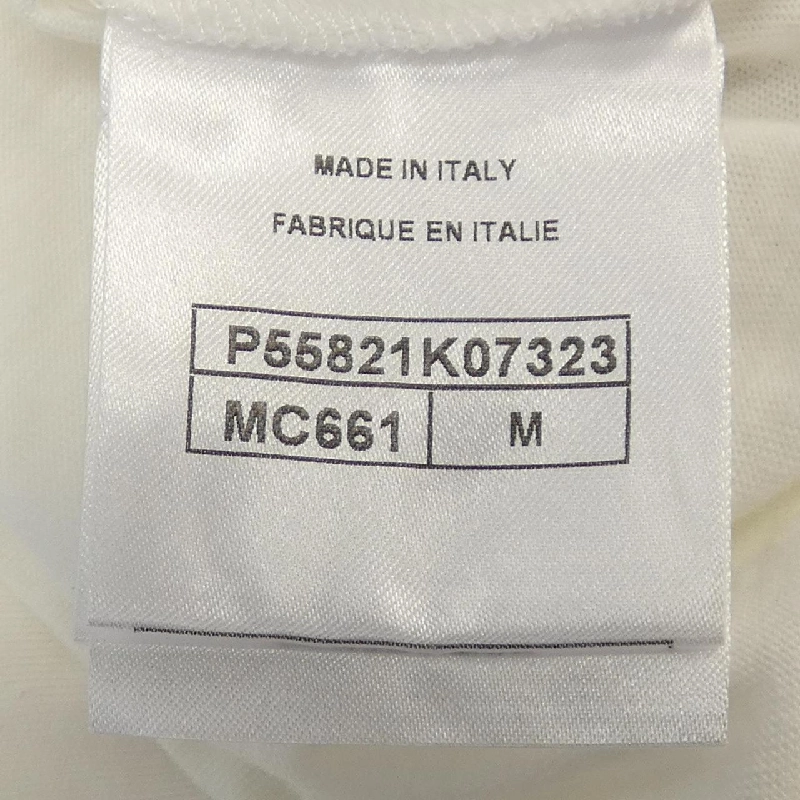 MADE IN ITALY
FABRIQUE EN ITALIE
P55821K07323
MC661 M